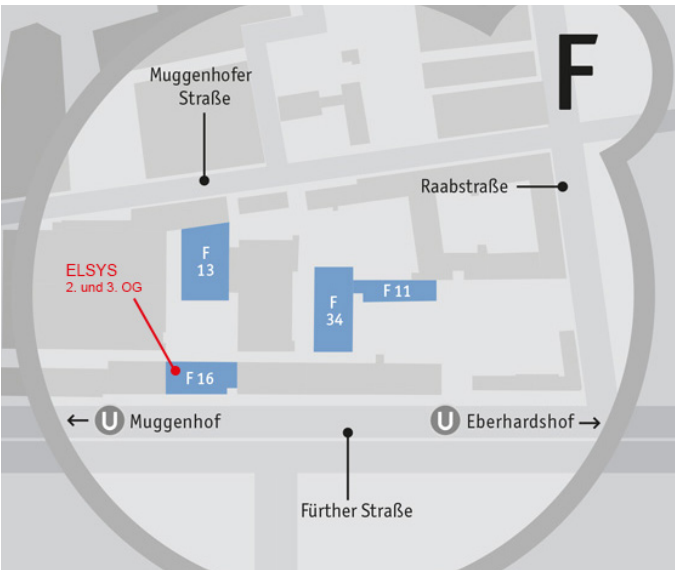 F
Muggenhofer
Straße
Raabstraße
F
13
ELSYS
2. und 3. OG
F
34
F 11
F 16
← U Muggenhof
U Eberhardshof →
Fürther Straße